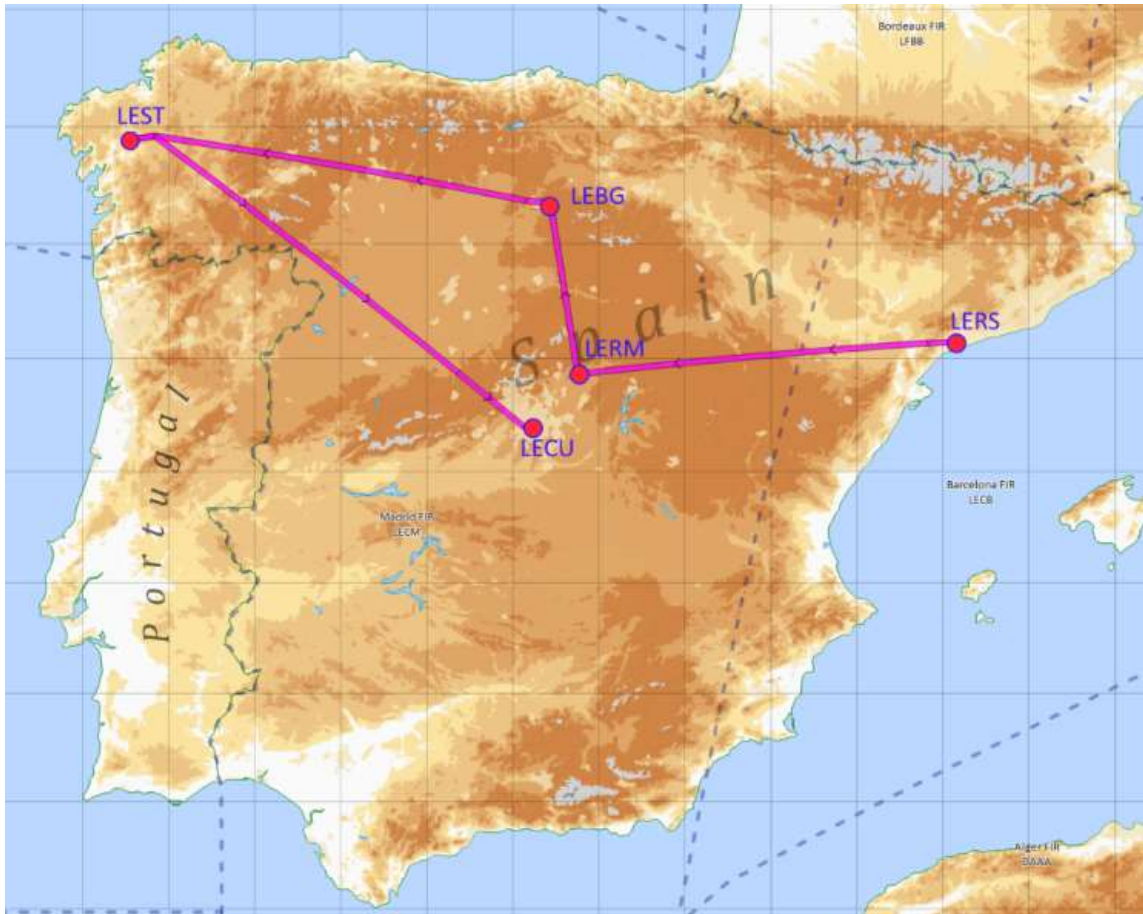 Bordeaux FIR
LFBB
LEST
LEBG
Spain
LERS
LERM
LECU
Portugal
Barcelona FIR
LECB
Madrid FIR
LECM
Alger FIR
DAAA